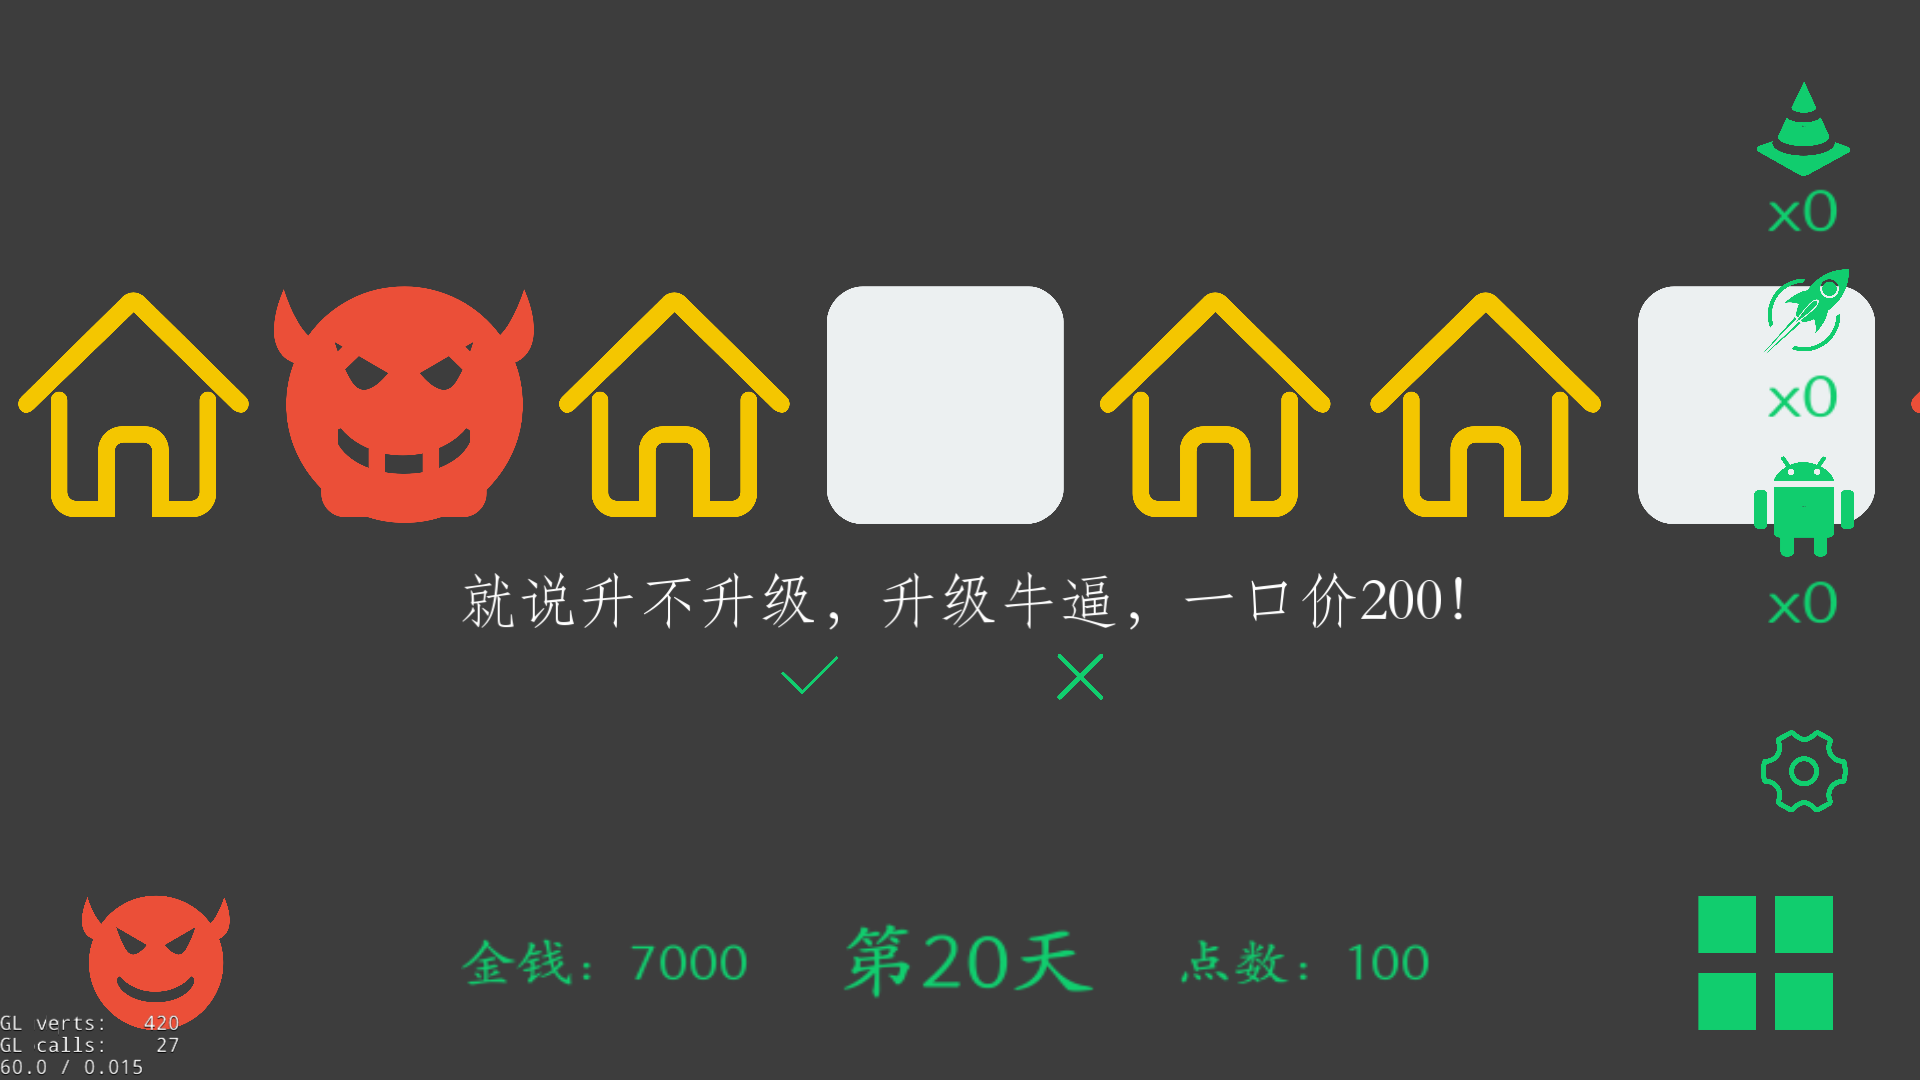 x0
x0
就说升不升级，升级牛逼，一口价200！
x0
金钱：7000
第20天
点数：100
GL verts: 420
GL calls: 27
60.0 / 0.015